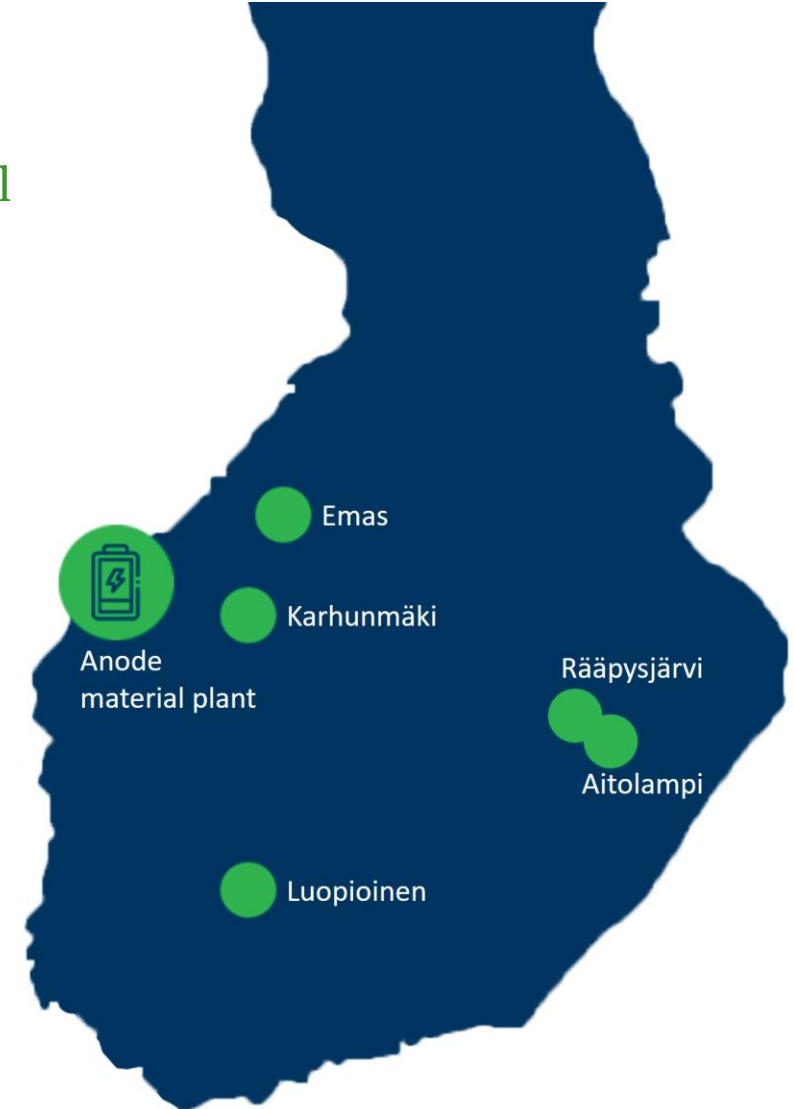 l
Emas
Karhunmäki
Anode
material plant
Rääpysjärvi
Aitolampi
Luopioinen